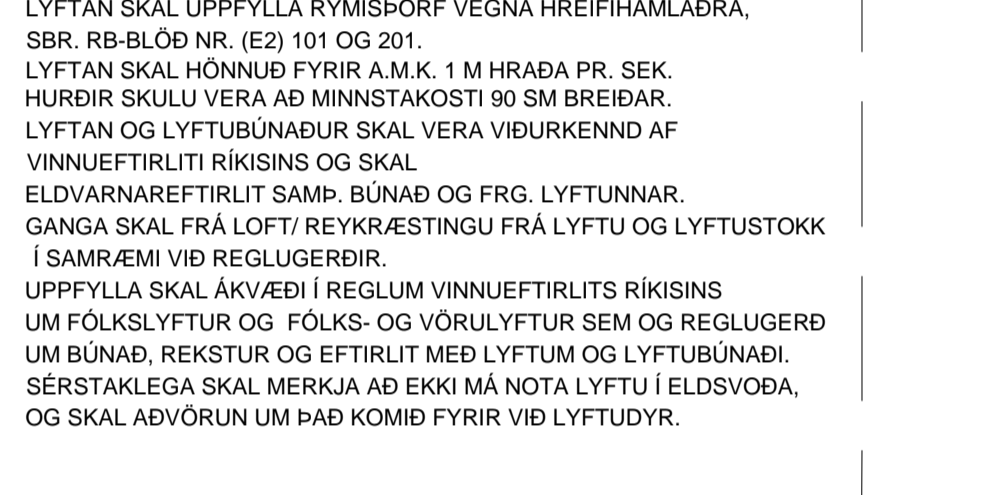 LYFTAN SKAL UPPFYLLA RÝMISÞÖRF VEGNA HREIFIHAMLAÐRA,
SBR. RB-BLÖÐ NR. (E2) 101 OG 201.
LYFTAN SKAL HÖNNUÐ FYRIR A.M.K. 1 M HRAÐA PR. SEK.
HURÐIR SKULU VERA AÐ MINNSTAKOSTI 90 SM BREIÐAR.
LYFTAN OG LYFTUBÚNAÐUR SKAL VERA VIÐURKENND AF
VINNUEFTIRLITI RÍKISINS OG SKAL
ELDVARNAREFTIRLIT SAMÞ. BÚNAÐ OG FRG. LYFTUNNAR.
GANGA SKAL FRÁ LOFT/ REYKRÆSTINGU FRÁ LYFTU OG LYFTUSTOKK
Í SAMRÆMI VIÐ REGLUGERÐIR.
UPPFYLLA SKAL ÁKVÆÐI Í REGLUM VINNUEFTIRLITS RÍKISINS
UM FÓLKSLYFTUR OG  FÓLKS- OG VÖRULYFTUR SEM OG REGLUGERÐ
UM BÚNAÐ, REKSTUR OG EFTIRLIT MEÐ LYFTUM OG LYFTUBÚNAÐI.
SÉRSTAKLEGA SKAL MERKJA AÐ EKKI MÁ NOTA LYFTU Í ELDSVOÐA,
OG SKAL AÐVÖRUN UM ÞAÐ KOMIÐ FYRIR VIÐ LYFTUDYR.